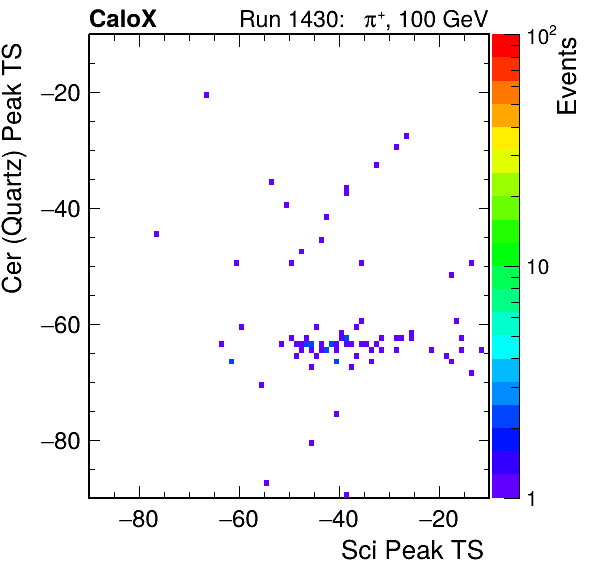 CaloX Run 1430: π⁺, 100 GeV
Cer (Quartz) Peak TS
−20
−40
−60
−80
−80 −60 −40 −20
Sci Peak TS
10²
10
1
Events